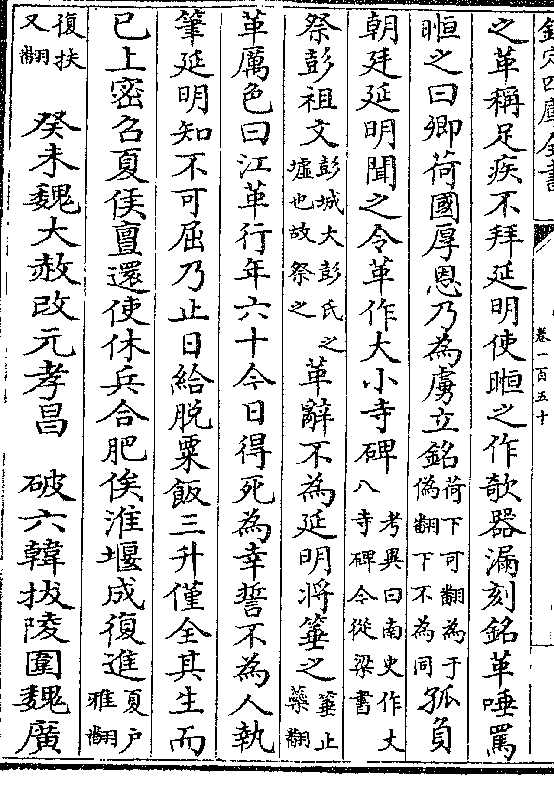 欽定四庫全書
卷一百五十
之革稱足疾不拜延明使暅之作欹器漏刻銘革唾罵
暅之曰卿荷國厚恩乃為虜立銘荷下可翻為于偽翻下不為同孤負
朝廷延明聞之令革作大小寺碑考異曰南史作丈八寺碑今從梁書
祭彭祖文彭城大彭氏之墟也故祭之革辭不為延明將箠之箠止蘂翻
革厲色曰江革行年六十今日得死為幸誓不為人執
筆延明知不可屈乃止日給脱粟飯三升僅全其生而
已上密召夏侯亶還使休兵合肥俟淮堰成復進夏户雅翻
復扶又翻 癸未魏大赦改元孝昌 破六韓拔陵圍魏廣